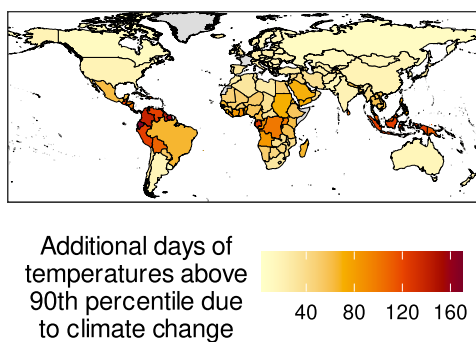 Additional days of
temperatures above
90th percentile due
to climate change
40 80 120 160